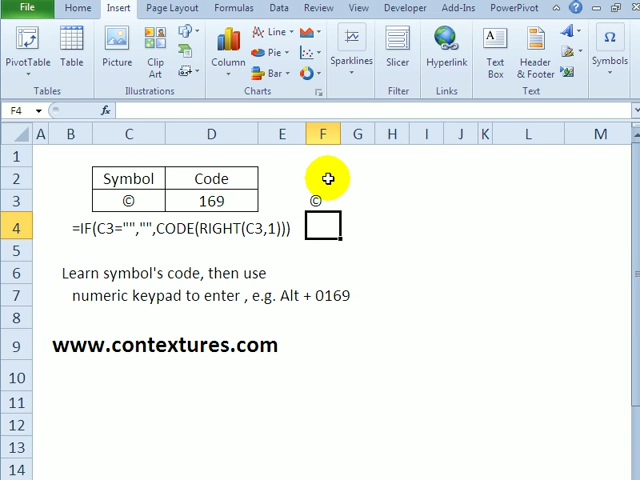 File Home Insert Page Layout Formulas Data Review View Developer Add-Ins PowerPivot
PivotTable Table Picture Clip Art Column Line Pie Bar Sparklines Slicer Hyperlink Text Box Header & Footer Symbols
Tables Illustrations Charts Filter Links Text
F4 fx
A B C D E F G H I J K L M
1
2 Symbol Code
3 © 169 ©
4 =IF(C3="","",CODE(RIGHT(C3,1)))
5
6 Learn symbol's code, then use
7 numeric keypad to enter , e.g. Alt + 0169
8
9 www.contextures.com
10
11
12
13
14